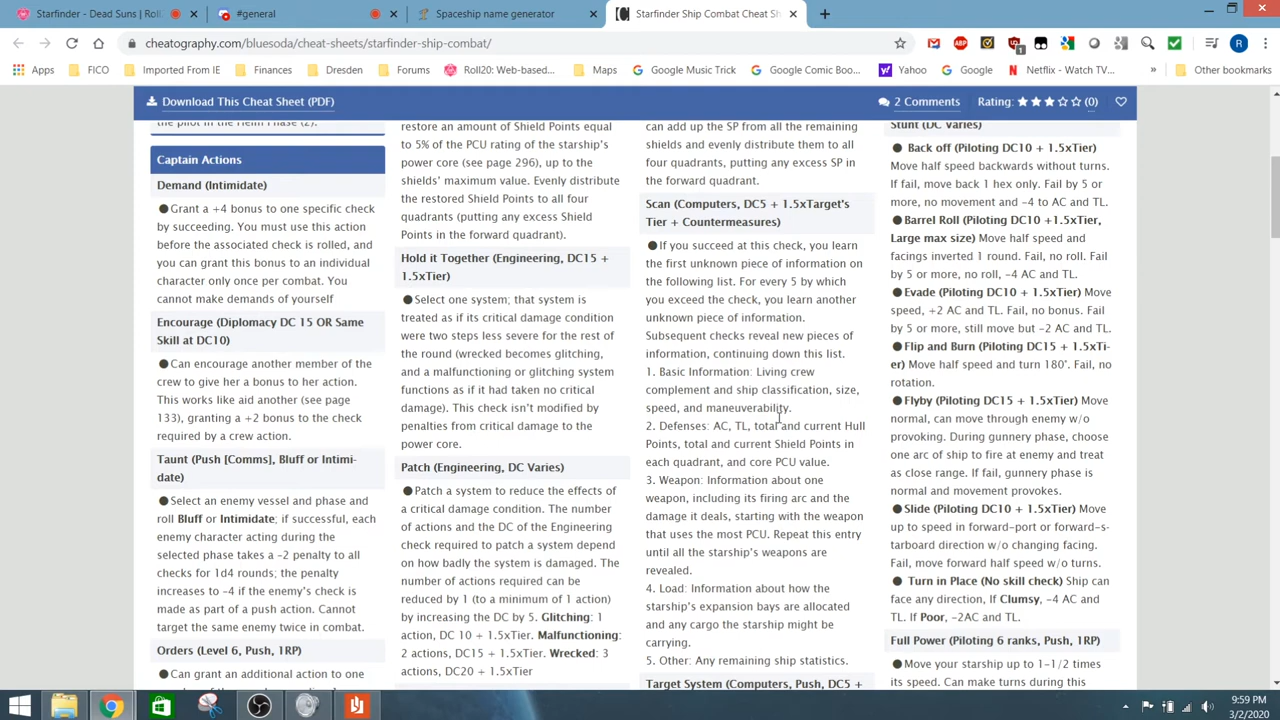 Starfinder - Dead Suns | Roll
#general
Spaceship name generator
Starfinder Ship Combat Cheat Sh
cheatography.com/bluesoda/cheat-sheets/starfinder-ship-combat/
Apps
FICO
Imported From IE
Finances
Dresden
Forums
Roll20: Web-based...
Maps
Google Music Trick
Google Comic Boo...
Yahoo
Google
Netflix - Watch TV...
»
Other bookmarks
Download This Cheat Sheet (PDF)
2 Comments
Rating: ★★★☆☆ (0)
the pilot in the Helm Phase (2).
Captain Actions
Demand (Intimidate)
●Grant a +4 bonus to one specific check
by succeeding. You must use this action
before the associated check is rolled, and
you can grant this bonus to an individual
character only once per combat. You
cannot make demands of yourself
Encourage (Diplomacy DC 15 OR Same
Skill at DC10)
●Can encourage another member of the
crew to give her a bonus to her action.
This works like aid another (see page
133), granting a +2 bonus to the check
required by a crew action.
Taunt (Push [Comms], Bluff or Intimi-
date)
●Select an enemy vessel and phase and
roll Bluff or Intimidate; if successful, each
enemy character acting during the
selected phase takes a -2 penalty to all
checks for 1d4 rounds; the penalty
increases to -4 if the enemy's check is
made as part of a push action. Cannot
target the same enemy twice in combat.
Orders (Level 6, Push, 1RP)
●Can grant an additional action to one
restore an amount of Shield Points equal
to 5% of the PCU rating of the starship's
power core (see page 296), up to the
shields' maximum value. Evenly distribute
the restored Shield Points to all four
quadrants (putting any excess Shield
Points in the forward quadrant).
Hold it Together (Engineering, DC15 +
1.5xTier)
●Select one system; that system is
treated as if its critical damage condition
were two steps less severe for the rest of
the round (wrecked becomes glitching,
and a malfunctioning or glitching system
functions as if it had taken no critical
damage). This check isn't modified by
penalties from critical damage to the
power core.
Patch (Engineering, DC Varies)
●Patch a system to reduce the effects of
a critical damage condition. The number
of actions and the DC of the Engineering
check required to patch a system depend
on how badly the system is damaged. The
number of actions required can be
reduced by 1 (to a minimum of 1 action)
by increasing the DC by 5. Glitching: 1
action, DC 10 + 1.5xTier. Malfunctioning:
2 actions, DC15 + 1.5xTier. Wrecked: 3
actions, DC20 + 1.5xTier
can add up the SP from all the remaining
shields and evenly distribute them to all
four quadrants, putting any excess SP in
the forward quadrant.
Scan (Computers, DC5 + 1.5xTarget's
Tier + Countermeasures)
●If you succeed at this check, you learn
the first unknown piece of information on
the following list. For every 5 by which
you exceed the check, you learn another
unknown piece of information.
Subsequent checks reveal new pieces of
information, continuing down this list.
1. Basic Information: Living crew
complement and ship classification, size,
speed, and maneuverability.
2. Defenses: AC, TL, total and current Hull
Points, total and current Shield Points in
each quadrant, and core PCU value.
3. Weapon: Information about one
weapon, including its firing arc and the
damage it deals, starting with the weapon
that uses the most PCU. Repeat this entry
until all the starship's weapons are
revealed.
4. Load: Information about how the
starship's expansion bays are allocated
and any cargo the starship might be
carrying.
5. Other: Any remaining ship statistics.
Target System (Computers, Push, DC5 +
Stunt (DC Varies)
● Back off (Piloting DC10 + 1.5xTier)
Move half speed backwards without turns.
If fail, move back 1 hex only. Fail by 5 or
more, no movement and -4 to AC and TL.
●Barrel Roll (Piloting DC10 +1.5xTier,
Large max size) Move half speed and
facings inverted 1 round. Fail, no roll. Fail
by 5 or more, no roll, -4 AC and TL.
●Evade (Piloting DC10 + 1.5xTier) Move
speed, +2 AC and TL. Fail, no bonus. Fail
by 5 or more, still move but -2 AC and TL.
●Flip and Burn (Piloting DC15 + 1.5xTi-
er) Move half speed and turn 180°. Fail, no
rotation.
●Flyby (Piloting DC15 + 1.5xTier) Move
normal, can move through enemy w/o
provoking. During gunnery phase, choose
one arc of ship to fire at enemy and treat
as close range. If fail, gunnery phase is
normal and movement provokes.
●Slide (Piloting DC10 + 1.5xTier) Move
up to speed in forward-port or forward-s-
tarboard direction w/o changing facing.
Fail, move forward half speed w/o turns.
● Turn in Place (No skill check) Ship can
face any direction, If Clumsy, -4 AC and
TL. If Poor, -2AC and TL.
Full Power (Piloting 6 ranks, Push, 1RP)
●Move your starship up to 1-1/2 times
its speed. Can make turns during this
9:59 PM
3/2/2020